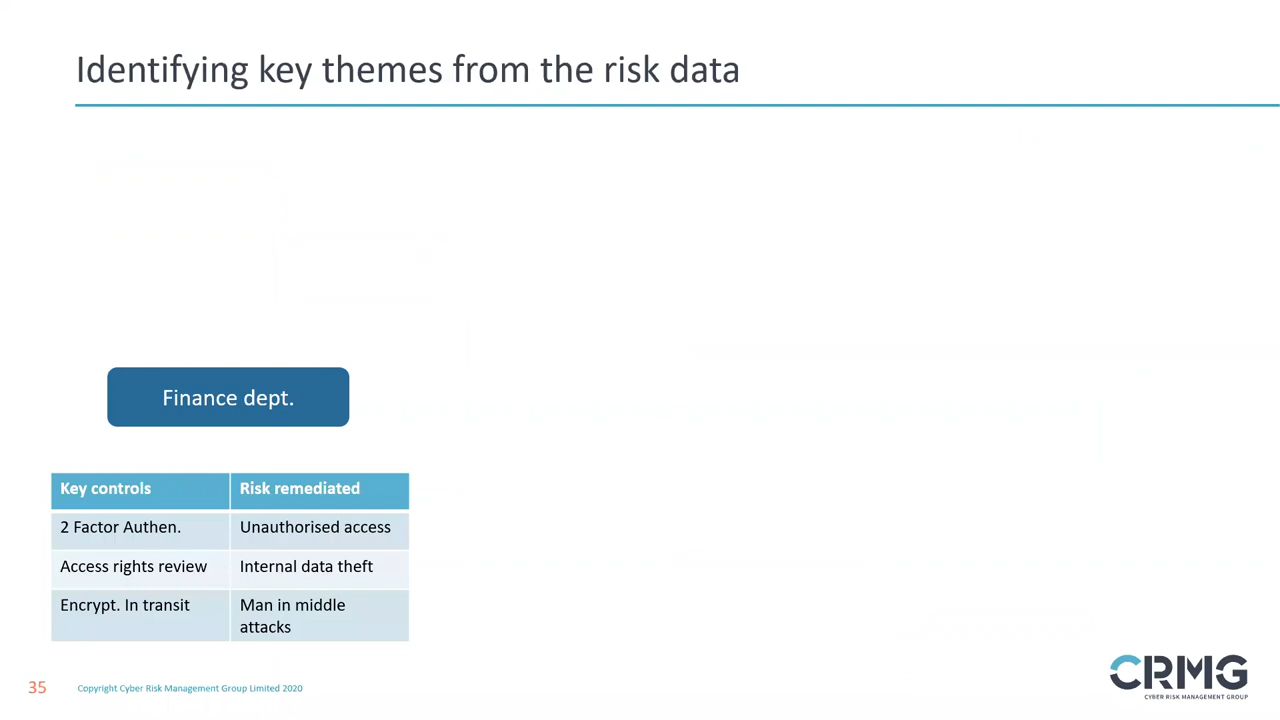 Identifying key themes from the risk data
Finance dept.
Key controls Risk remediated
2 Factor Authen. Unauthorised access
Access rights review Internal data theft
Encrypt. In transit Man in middle
attacks
35 Copyright Cyber Risk Management Group Limited 2020
CRMG
CYBER RISK MANAGEMENT GROUP